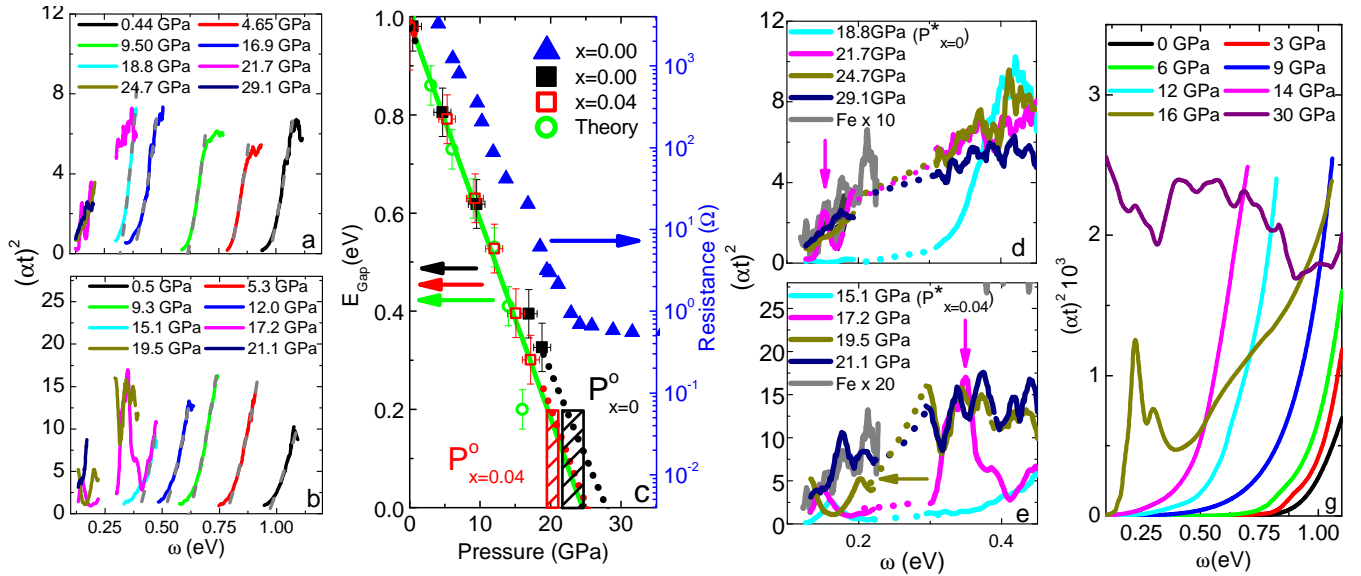 0.44 GPa 4.65 GPa
9.50 GPa 16.9 GPa
18.8 GPa 21.7 GPa
24.7 GPa 29.1 GPa
8
6
4
2
0
a
(αt)²
0.5 GPa 5.3 GPa
9.3 GPa 12.0 GPa
15.1 GPa 17.2 GPa
19.5 GPa 21.1 GPa
25
20
15
10
5
0
b
0.25 0.50 0.75 1.00
ω (eV)
1.0
0.8
0.6
0.4
0.2
0.0
E_Gap (eV)
x=0.00
x=0.00
x=0.04
Theory
P^o_x=0
P^o_x=0.04
c
0 10 20 30
Pressure (GPa)
10³
10²
10¹
10⁰
10⁻¹
10⁻²
Resistance (Ω)
18.8GPa (P*_x=0)
21.7GPa
24.7GPa
29.1GPa
Fe x 10
12
8
4
0
d
(αt)²
15.1 GPa (P*_x=0.04)
17.2 GPa
19.5 GPa
21.1 GPa
Fe x 20
25
20
15
10
5
0
e
0.2 0.3 0.4
ω (eV)
0 GPa 3 GPa
6 GPa 9 GPa
12 GPa 14 GPa
16 GPa 30 GPa
3
2
1
0
(αt)² 10³
g
0.25 0.50 0.75 1.00
ω(eV)